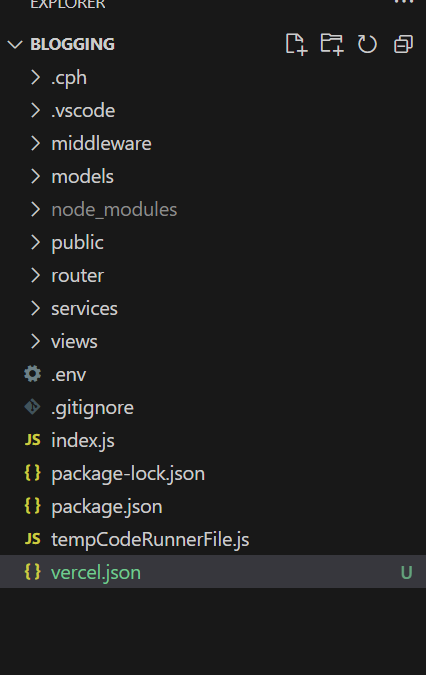 EXPLORER
BLOGGING
.cph
.vscode
middleware
models
node_modules
public
router
services
views
.env
.gitignore
JS index.js
{} package-lock.json
{} package.json
JS tempCodeRunnerFile.js
{} vercel.json U